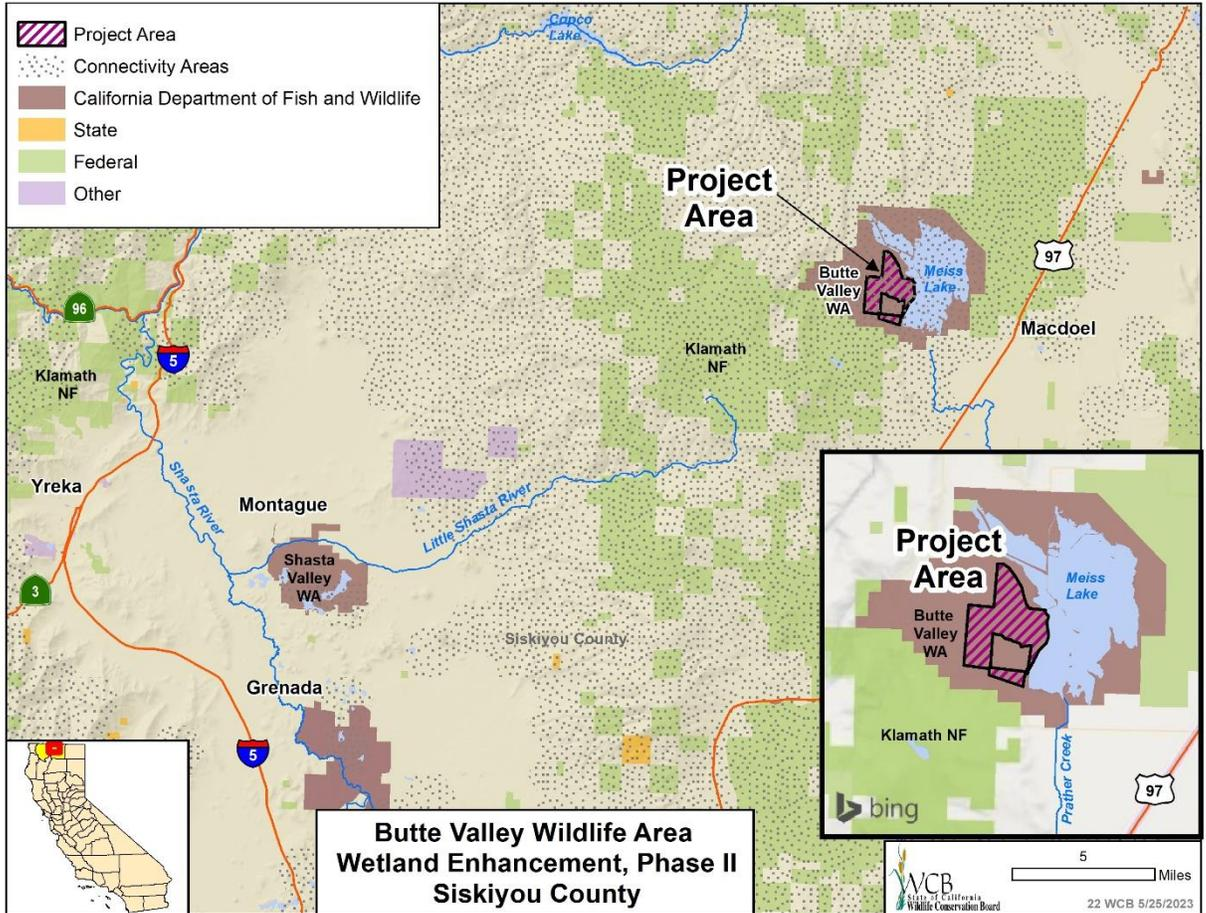 Project Area
Connectivity Areas
California Department of Fish and Wildlife
State
Federal
Other
Copco
Lake
Project
Area
97
Butte
Valley
WA
Meiss
Lake
Macdoel
96
5
Klamath
NF
Klamath
NF
Yreka
Shasta River
Montague
Little Shasta River
Shasta
Valley
WA
3
Siskiyou County
Grenada
5
Project
Area
Meiss
Lake
Butte
Valley
WA
Klamath NF
Prather Creek
97
bing
Butte Valley Wildlife Area
Wetland Enhancement, Phase II
Siskiyou County
WCB
State of California
Wildlife Conservation Board
5
Miles
22 WCB 5/25/2023